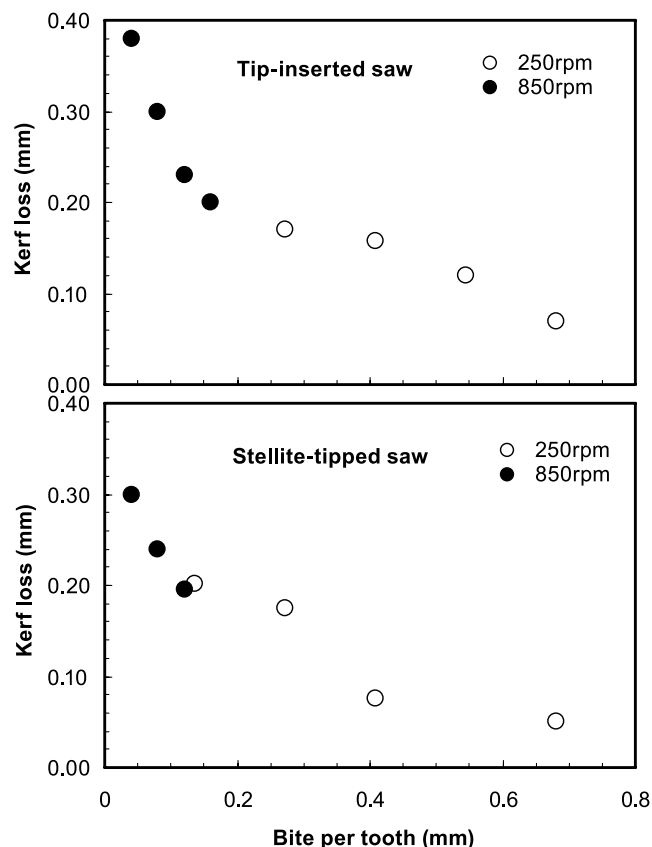 0.40
Tip-inserted saw
250rpm
850rpm
0.30
Kerf loss (mm)
0.20
0.10
0.00
0.40
Stellite-tipped saw
250rpm
850rpm
0.30
Kerf loss (mm)
0.20
0.10
0.00
0 0.2 0.4 0.6 0.8
Bite per tooth (mm)